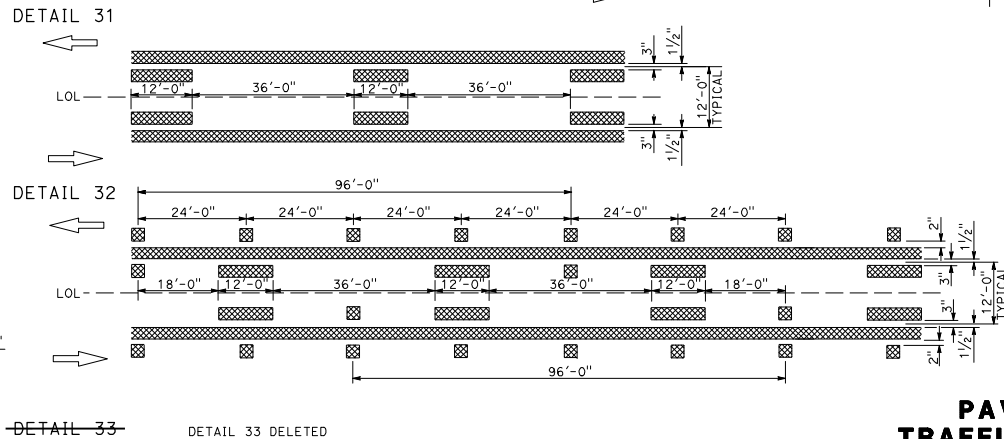 DETAIL 31
3"
1½"
12'-0" 36'-0" 12'-0" 36'-0"
LOL
12'-0"
TYPICAL
3"
1½"
DETAIL 32
96'-0"
24'-0" 24'-0" 24'-0" 24'-0" 24'-0" 24'-0"
2"
1½"
18'-0" 12'-0" 36'-0" 12'-0" 36'-0" 12'-0" 18'-0"
3"
LOL
12'-0"
TYPICAL
3"
1½"
2"
96'-0"
DETAIL 33
DETAIL 33 DELETED
PAV
TRAFFI